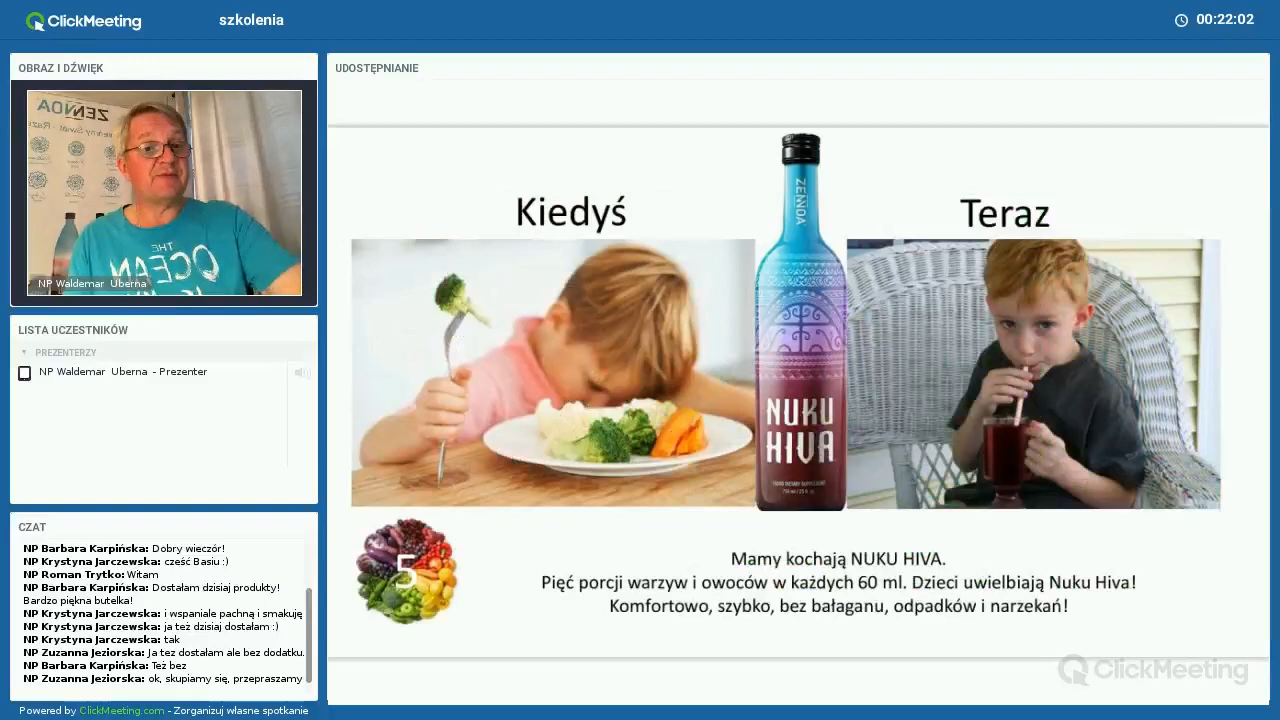 ClickMeeting
szkolenia
00:22:02
OBRAZ I DŹWIĘK
ZENNOA
THE
OCEAN
NP Waldemar Uberna
LISTA UCZESTNIKÓW
PREZENTERZY
NP Waldemar Uberna - Prezenter
CZAT
NP Barbara Karpińska: Dobry wieczór!
NP Krystyna Jarczewska: cześć Basiu :)
NP Roman Trytko: Witam
NP Barbara Karpińska: Dostałam dzisiaj produkty!
Bardzo piękna butelka!
NP Krystyna Jarczewska: i wspaniale pachną i smakuję
NP Krystyna Jarczewska: ja też dzisiaj dostałam :)
NP Krystyna Jarczewska: tak
NP Zuzanna Jeziorska: Ja tez dostałam ale bez dodatku.
NP Barbara Karpińska: Też bez
NP Zuzanna Jeziorska: ok, skupiamy się, przepraszamy
Powered by ClickMeeting.com - Zorganizuj własne spotkanie
UDOSTĘPNIANIE
Kiedyś
Teraz
ZENNOA
NUKU
HIVA
5
Mamy kochają NUKU HIVA.
Pięć porcji warzyw i owoców w każdych 60 ml. Dzieci uwielbiają Nuku Hiva!
Komfortowo, szybko, bez bałaganu, odpadków i narzekań!
ClickMeeting